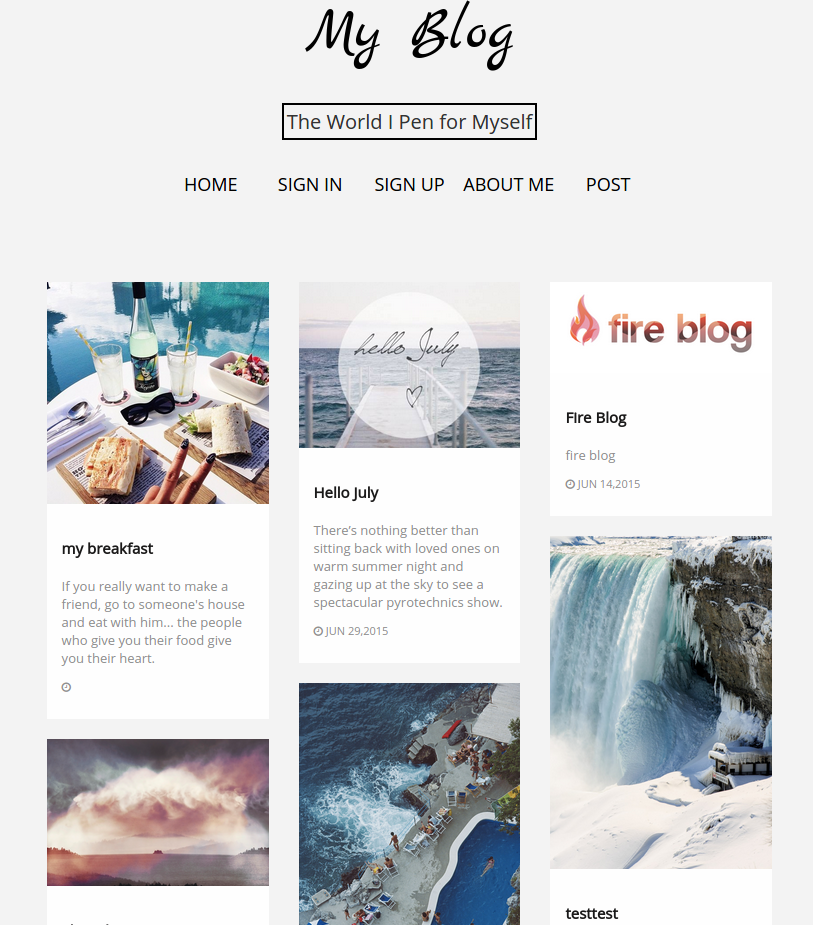 My Blog
The World I Pen for Myself
HOME SIGN IN SIGN UP ABOUT ME POST
my breakfast
If you really want to make a
friend, go to someone's house
and eat with him... the people
who give you their food give
you their heart.
hello July
Hello July
There's nothing better than
sitting back with loved ones on
warm summer night and
gazing up at the sky to see a
spectacular pyrotechnics show.
JUN 29,2015
fire blog
FIre Blog
fire blog
JUN 14,2015
testtest